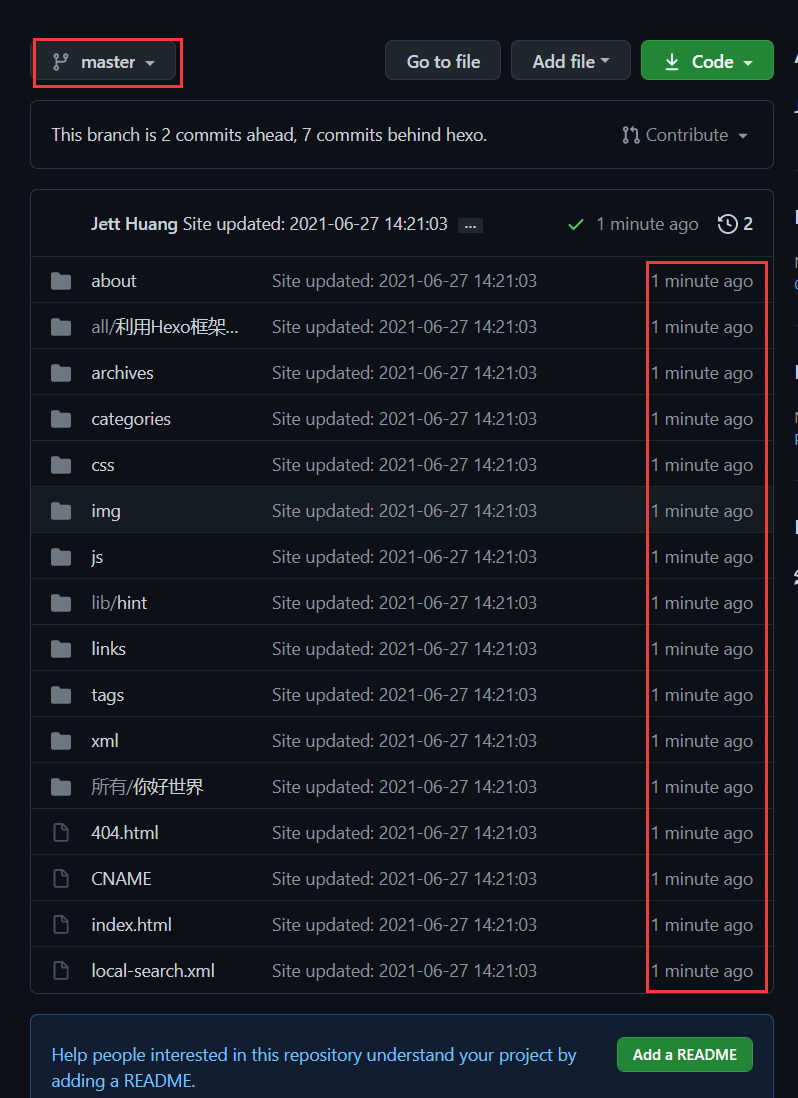 master Go to file Add file Code
This branch is 2 commits ahead, 7 commits behind hexo. Contribute
Jett Huang Site updated: 2021-06-27 14:21:03 ... 1 minute ago 2
about Site updated: 2021-06-27 14:21:03 1 minute ago
all/利用Hexo框架... Site updated: 2021-06-27 14:21:03 1 minute ago
archives Site updated: 2021-06-27 14:21:03 1 minute ago
categories Site updated: 2021-06-27 14:21:03 1 minute ago
css Site updated: 2021-06-27 14:21:03 1 minute ago
img Site updated: 2021-06-27 14:21:03 1 minute ago
js Site updated: 2021-06-27 14:21:03 1 minute ago
lib/hint Site updated: 2021-06-27 14:21:03 1 minute ago
links Site updated: 2021-06-27 14:21:03 1 minute ago
tags Site updated: 2021-06-27 14:21:03 1 minute ago
xml Site updated: 2021-06-27 14:21:03 1 minute ago
所有/你好世界 Site updated: 2021-06-27 14:21:03 1 minute ago
404.html Site updated: 2021-06-27 14:21:03 1 minute ago
CNAME Site updated: 2021-06-27 14:21:03 1 minute ago
index.html Site updated: 2021-06-27 14:21:03 1 minute ago
local-search.xml Site updated: 2021-06-27 14:21:03 1 minute ago
Help people interested in this repository understand your project by Add a README
adding a README.